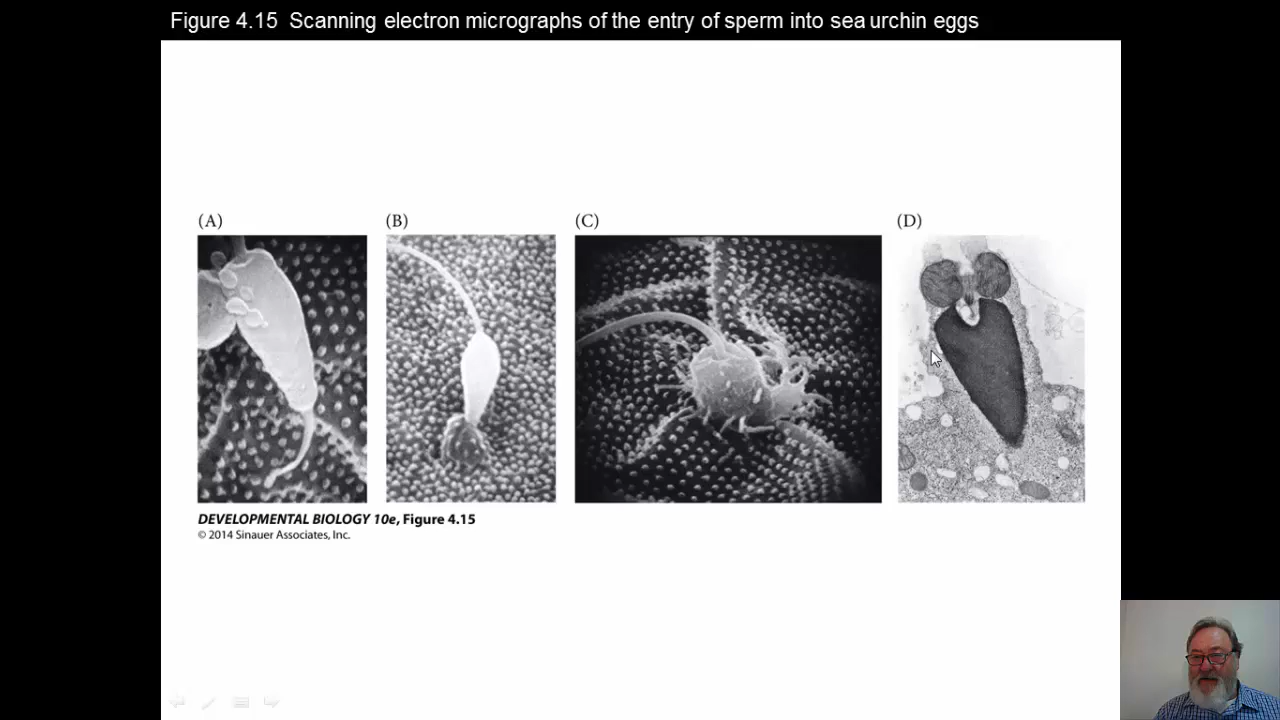 Figure 4.15 Scanning electron micrographs of the entry of sperm into sea urchin eggs
(A) (B) (C) (D)
DEVELOPMENTAL BIOLOGY 10e, Figure 4.15
© 2014 Sinauer Associates, Inc.